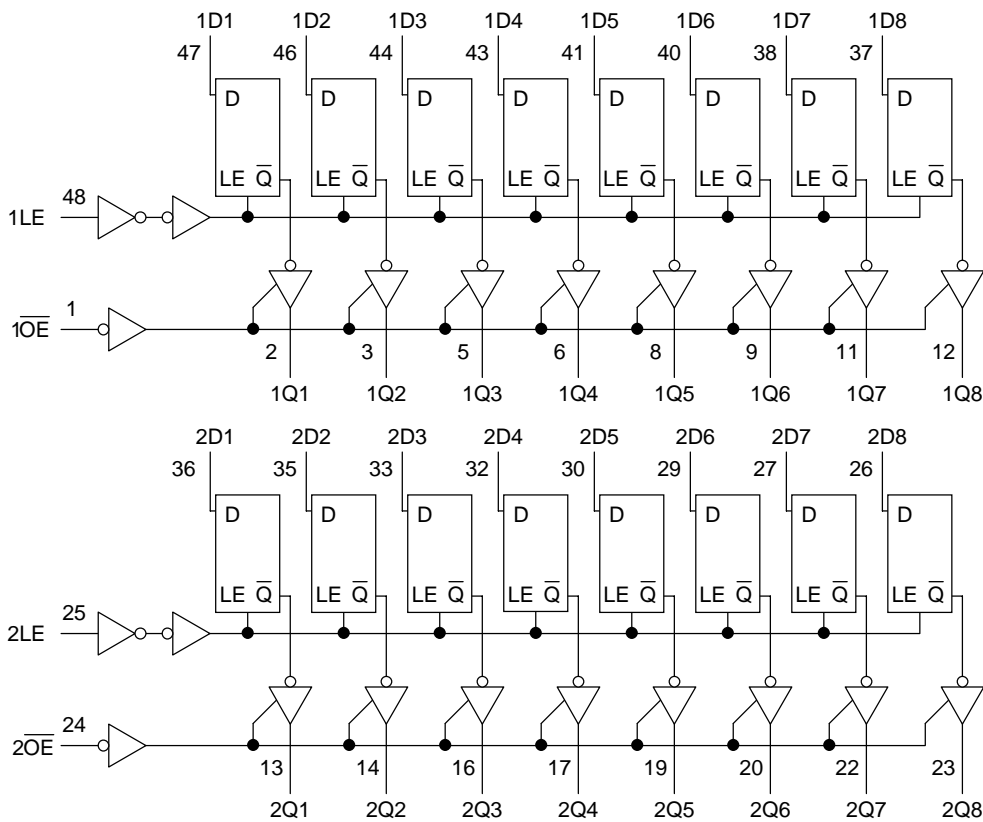 1D1 1D2 1D3 1D4 1D5 1D6 1D7 1D8
47 46 44 43 41 40 38 37
D D D D D D D D
LE Q̅ LE Q̅ LE Q̅ LE Q̅ LE Q̅ LE Q̅ LE Q̅ LE Q̅
48
1LE
1
1O̅E̅
2 3 5 6 8 9 11 12
1Q1 1Q2 1Q3 1Q4 1Q5 1Q6 1Q7 1Q8
2D1 2D2 2D3 2D4 2D5 2D6 2D7 2D8
36 35 33 32 30 29 27 26
D D D D D D D D
LE Q̅ LE Q̅ LE Q̅ LE Q̅ LE Q̅ LE Q̅ LE Q̅ LE Q̅
25
2LE
24
2O̅E̅
13 14 16 17 19 20 22 23
2Q1 2Q2 2Q3 2Q4 2Q5 2Q6 2Q7 2Q8